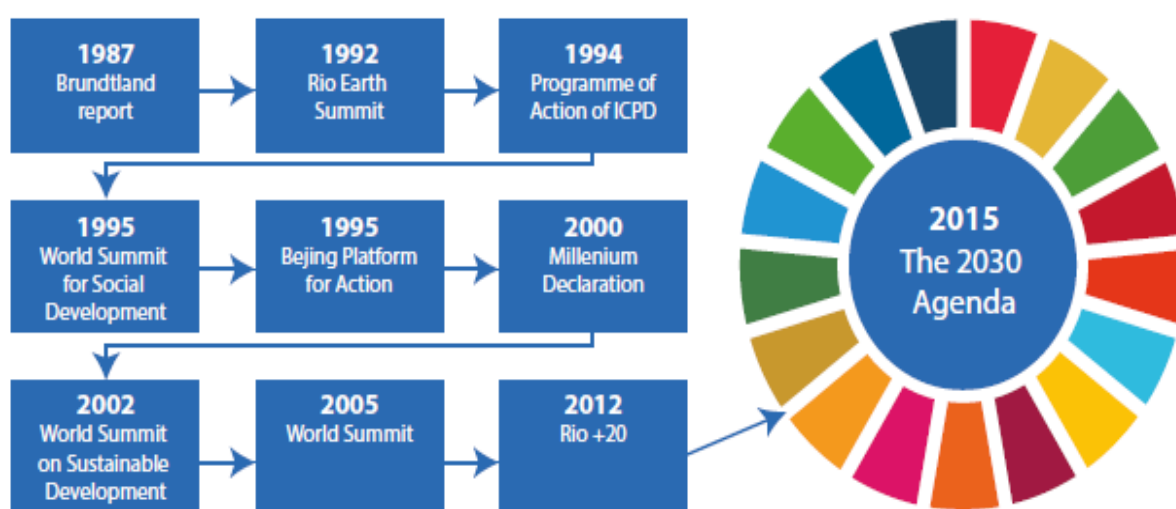 1987
Brundtland
report
1992
Rio Earth
Summit
1994
Programme of
Action of ICPD
1995
World Summit
for Social
Development
1995
Bejing Platform
for Action
2000
Millenium
Declaration
2002
World Summit
on Sustainable
Development
2005
World Summit
2012
Rio +20
2015
The 2030
Agenda